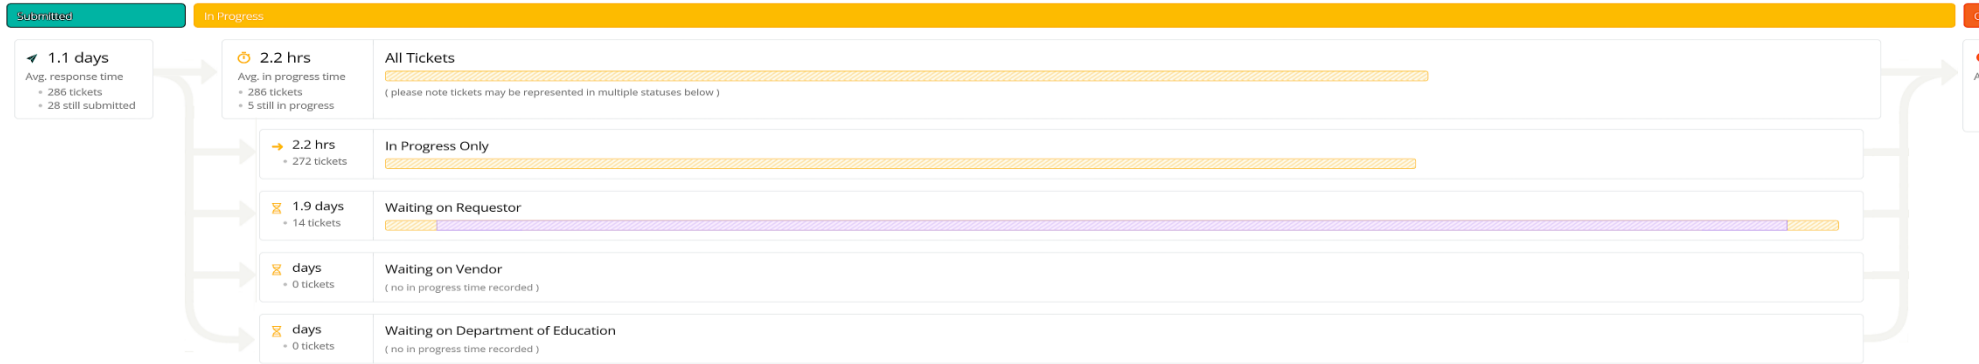 Submitted
In Progress
1.1 days
Avg. response time
286 tickets
28 still submitted
2.2 hrs
Avg. in progress time
286 tickets
5 still in progress
All Tickets
( please note tickets may be represented in multiple statuses below )
2.2 hrs
272 tickets
In Progress Only
1.9 days
14 tickets
Waiting on Requestor
days
0 tickets
Waiting on Vendor
( no in progress time recorded )
days
0 tickets
Waiting on Department of Education
( no in progress time recorded )